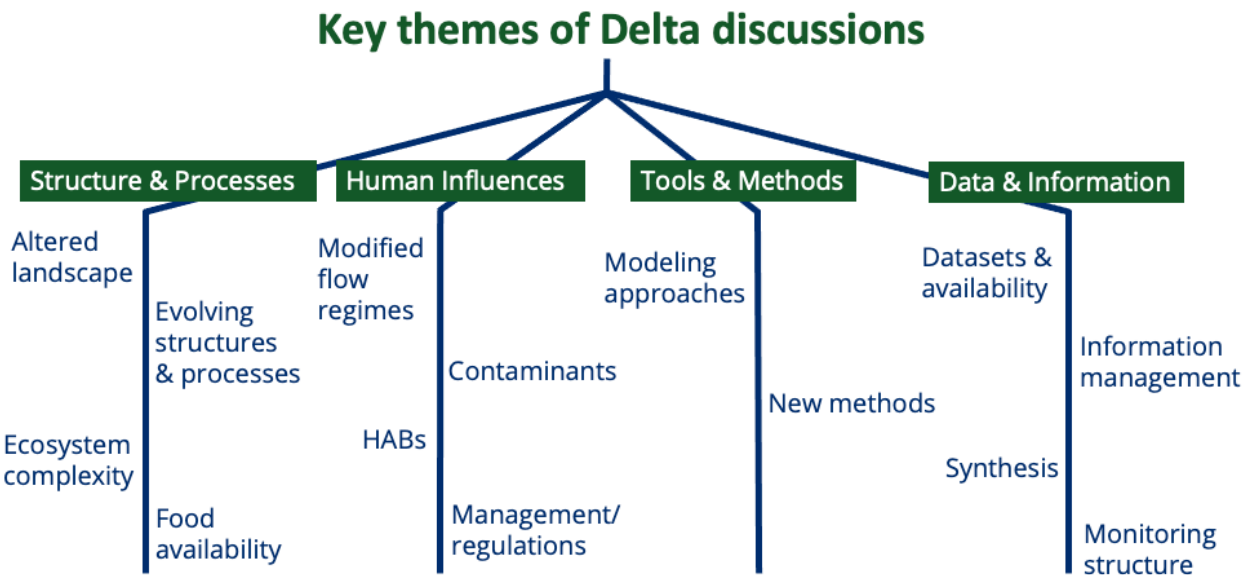 Key themes of Delta discussions
Structure & Processes
Altered
landscape
Evolving
structures
& processes
Ecosystem
complexity
Food
availability
Human Influences
Modified
flow
regimes
Contaminants
HABs
Management/
regulations
Tools & Methods
Modeling
approaches
New methods
Data & Information
Datasets &
availability
Information
management
Synthesis
Monitoring
structure